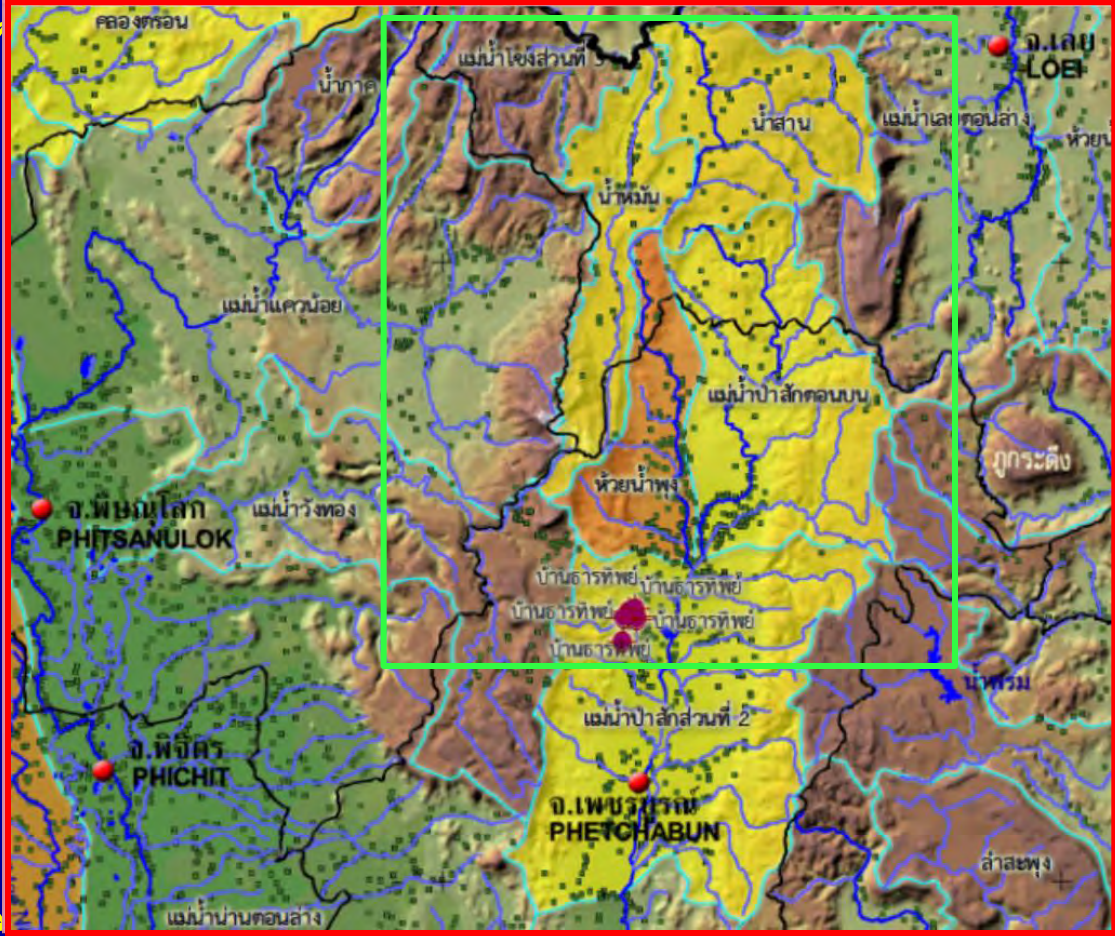 คลองตรอน
น้ำภาค
แม่น้ำโขงส่วนที่ 3
จ.เลย
LOEI
น้ำสาน
แม่น้ำเลยตอนล่าง
น้ำหมัน
แม่น้ำแควน้อย
แม่น้ำป่าสักตอนบน
ภูกระดึง
ห้วยน้ำพุง
จ.พิษณุโลก
PHITSANULOK
แม่น้ำวังทอง
บ้านธารทิพย์
บ้านธารทิพย์
บ้านธารทิพย์
บ้านธารทิพย์
บ้านธารทิพย์
น้ำพรม
แม่น้ำป่าสักส่วนที่ 2
จ.พิจิตร
PHICHIT
จ.เพชรบูรณ์
PHETCHABUN
ลำสะพุง
แม่น้ำน่านตอนล่าง